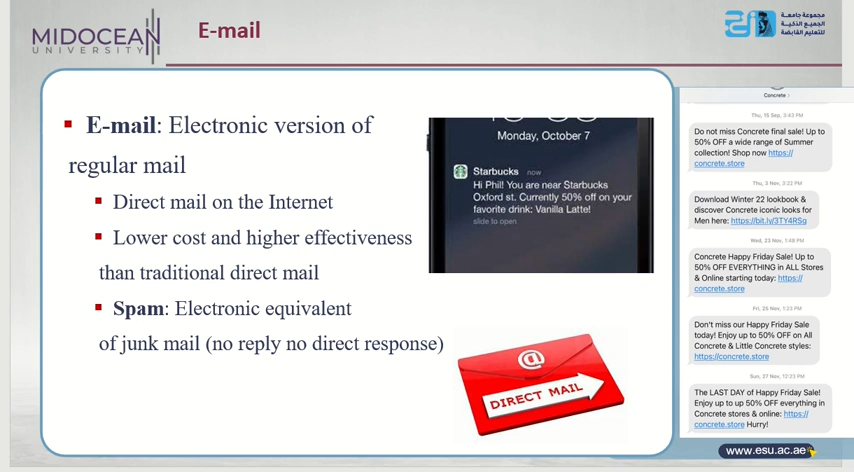 MIDOCEAN
UNIVERSITY
E-mail
مجموعة جامعة
الجميع الذكية
للتعليم القابضة
E-mail: Electronic version of
regular mail
Direct mail on the Internet
Lower cost and higher effectiveness
than traditional direct mail
Spam: Electronic equivalent
of junk mail (no reply no direct response)
Monday, October 7
Starbucks now
Hi Phil! You are near Starbucks
Oxford st. Currently 50% off on your
favorite drink: Vanilla Latte!
slide to open
@
DIRECT MAIL
Concrete
Thu, 15 Sep, 3:43 PM
Do not miss Concrete final sale! Up to
50% OFF a wide range of Summer
collection! Shop now https://
concrete.store
Thu, 3 Nov, 3:22 PM
Download Winter 22 lookbook &
discover Concrete iconic looks for
Men here: https://bit.ly/3TY4RSg
Wed, 23 Nov, 1:48 PM
Concrete Happy Friday Sale! Up to
50% OFF EVERYTHING in ALL Stores
& Online starting today: https://
concrete.store
Fri, 25 Nov, 1:23 PM
Don't miss our Happy Friday Sale
today! Enjoy up to 50% OFF on All
Concrete & Little Concrete styles:
https://concrete.store
Sun, 27 Nov, 12:23 PM
The LAST DAY of Happy Friday Sale!
Enjoy up to up 50% OFF everything in
Concrete stores & online: https://
concrete.store Hurry!
www.esu.ac.ae